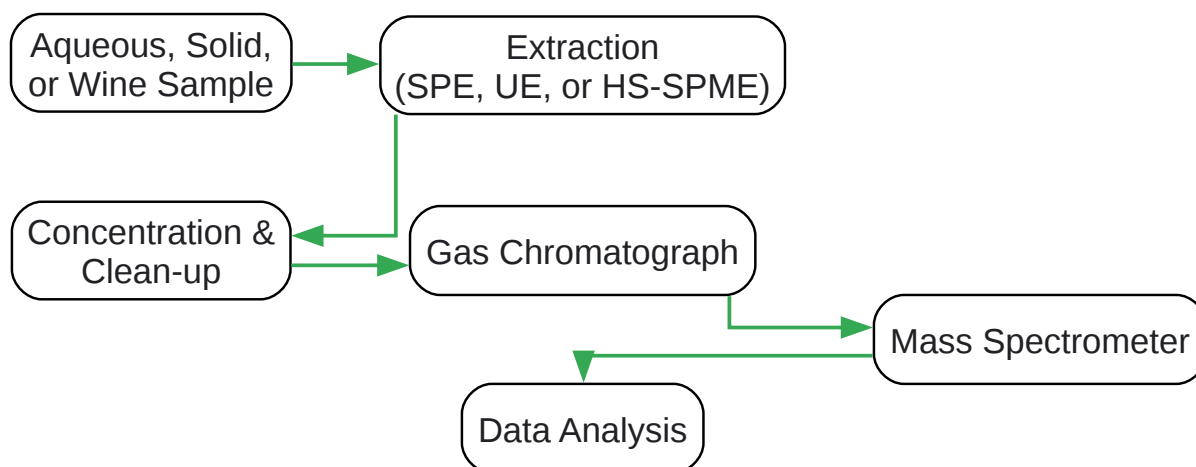 Aqueous, Solid,
or Wine Sample
Extraction
(SPE, UE, or HS-SPME)
Concentration &
Clean-up
Gas Chromatograph
Mass Spectrometer
Data Analysis